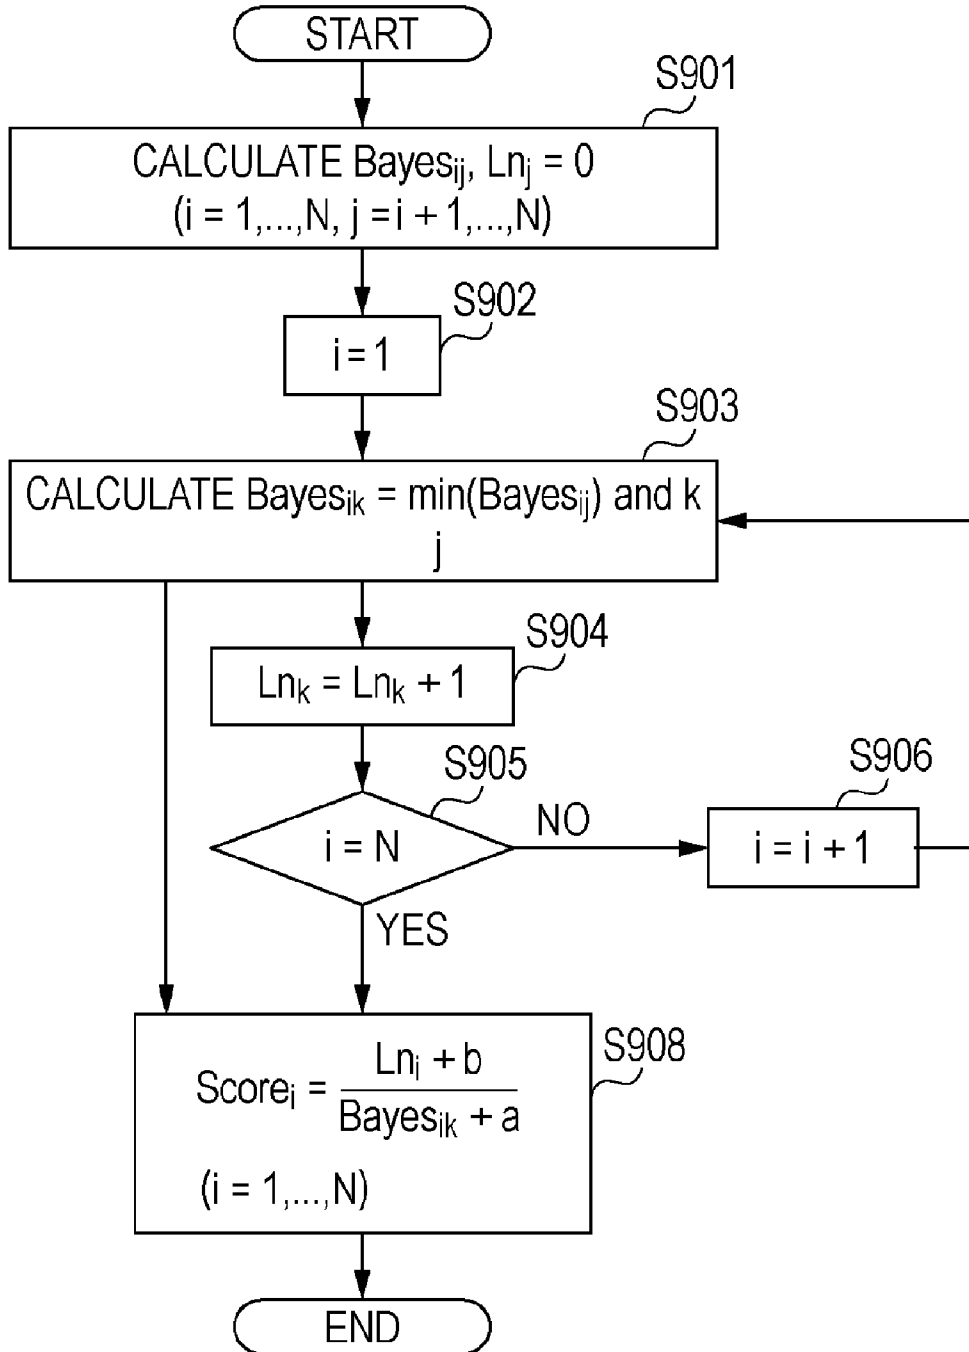 START
S901
CALCULATE Bayesij, Lnj = 0
(i = 1,...,N, j = i + 1,...,N)
S902
i = 1
S903
CALCULATE Bayesik = min(Bayesij) and k
j
S904
Lnk = Lnk + 1
S905
i = N
NO
S906
i = i + 1
YES
S908
Scorei = Lni + b
Bayesik + a
(i = 1,...,N)
END